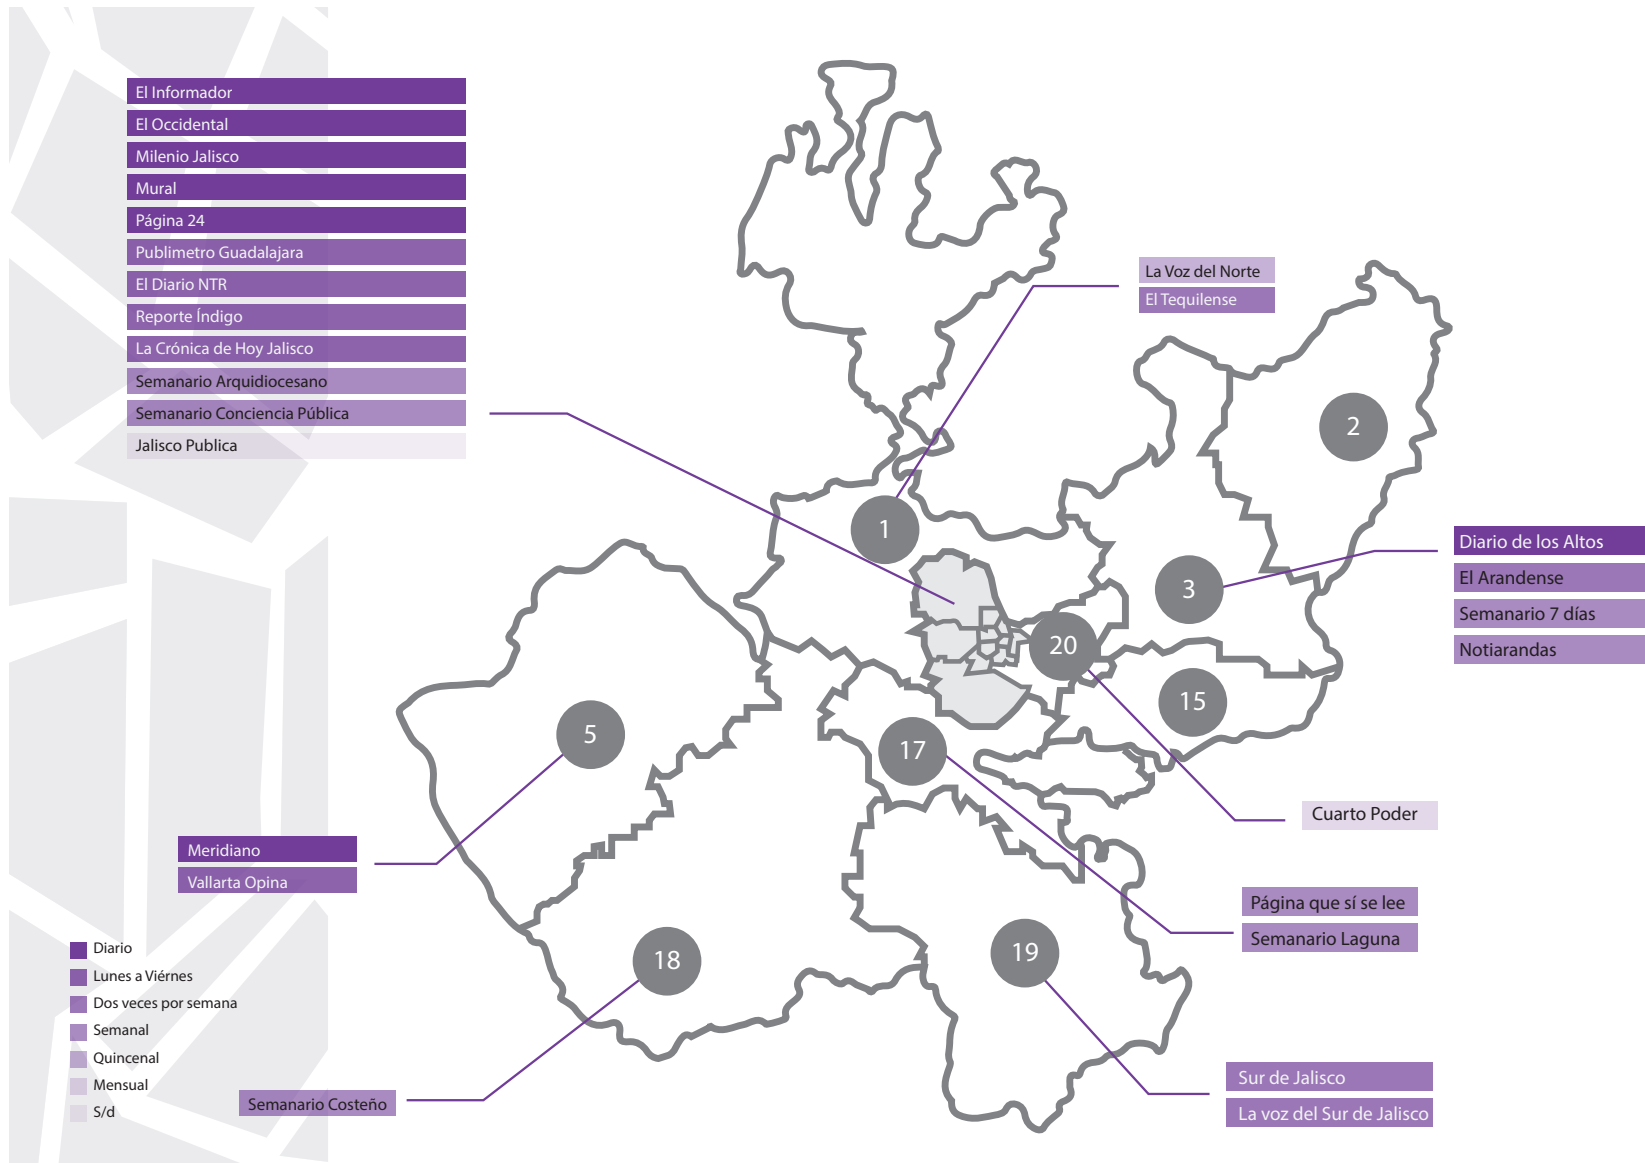 El Informador
El Occidental
Milenio Jalisco
Mural
Página 24
Publimetro Guadalajara
El Diario NTR
Reporte Índigo
La Crónica de Hoy Jalisco
Semanario Arquidiocesano
Semanario Conciencia Pública
Jalisco Publica
La Voz del Norte
El Tequilense
2
1
Diario de los Altos
El Arandense
Semanario 7 días
Notiarandas
3
20
15
5
17
Cuarto Poder
Meridiano
Vallarta Opina
Página que sí se lee
Semanario Laguna
18
19
Diario
Lunes a Viérnes
Dos veces por semana
Semanal
Quincenal
Mensual
S/d
Semanario Costeño
Sur de Jalisco
La voz del Sur de Jalisco